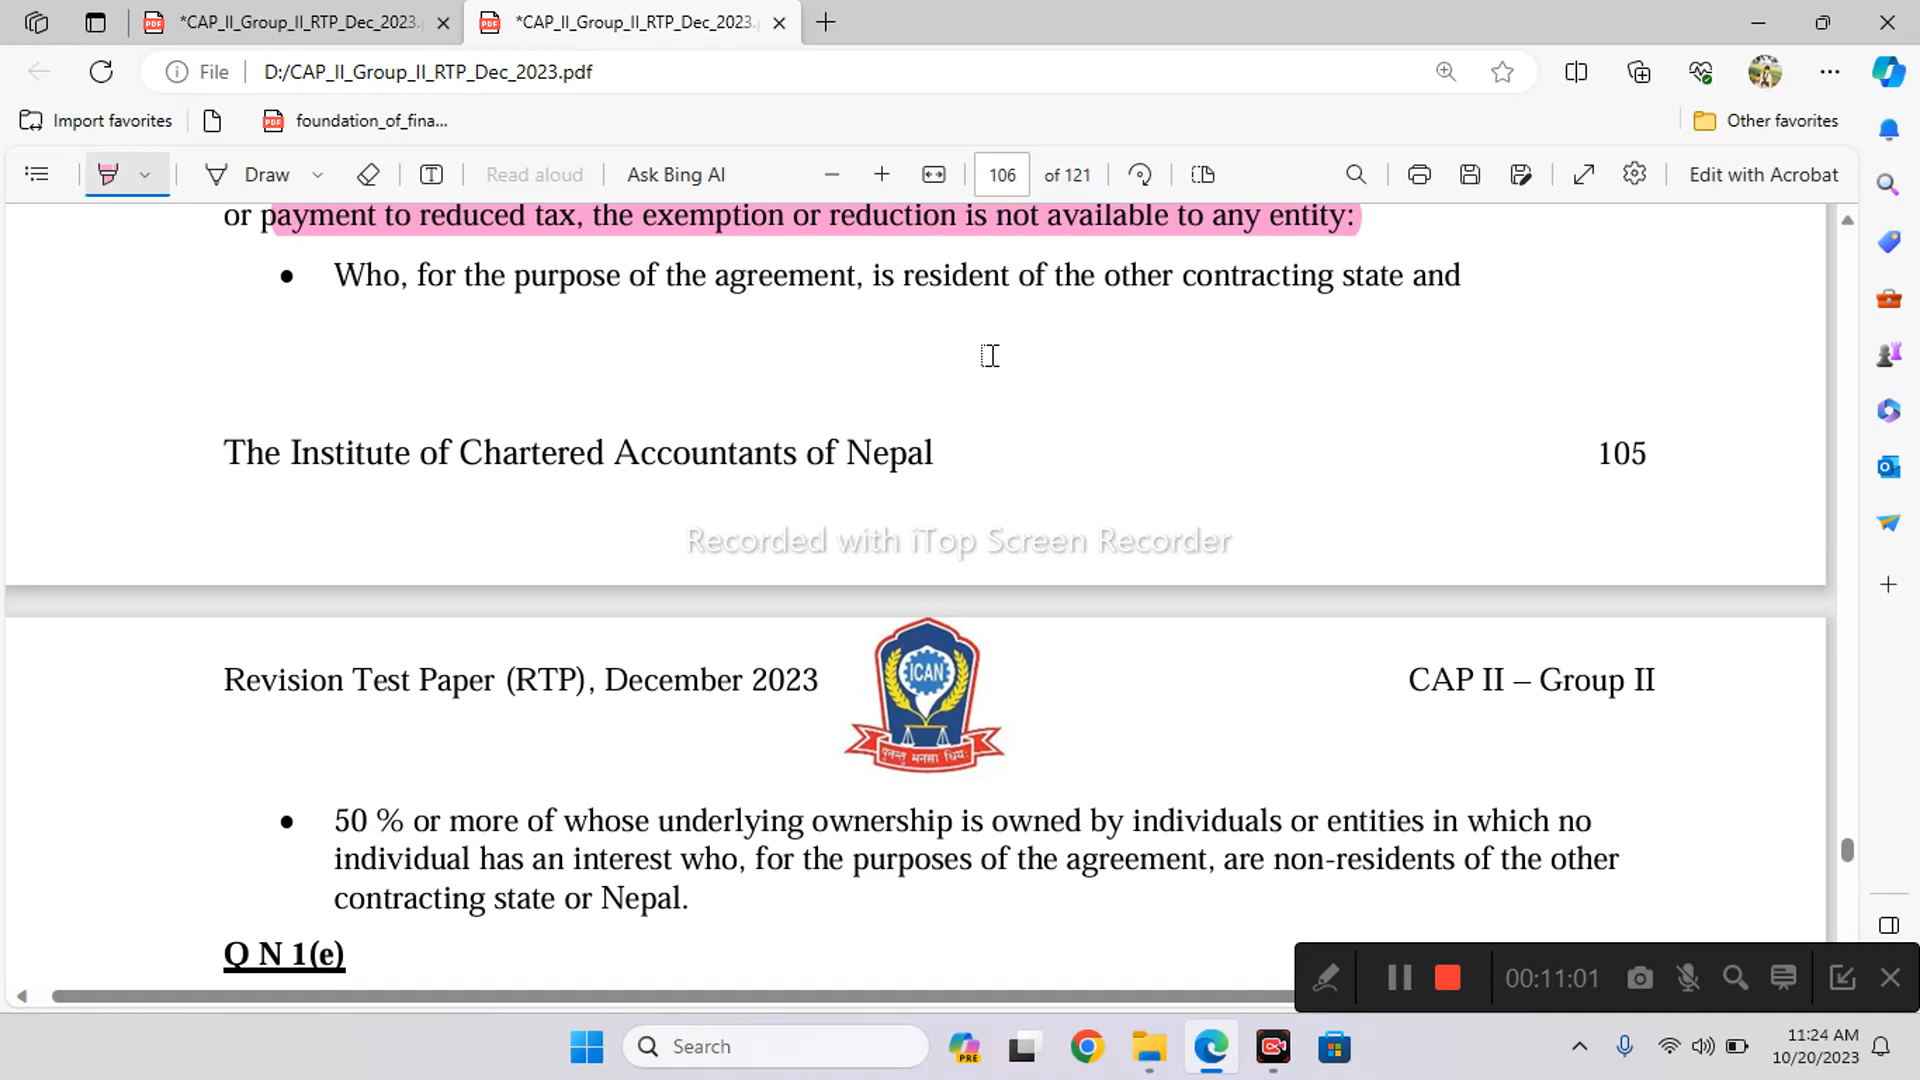 *CAP_II_Group_II_RTP_Dec_2023.
*CAP_II_Group_II_RTP_Dec_2023.
File
D:/CAP_II_Group_II_RTP_Dec_2023.pdf
Import favorites
foundation_of_fina...
Other favorites
Draw
Read aloud
Ask Bing AI
106
of 121
Edit with Acrobat
or payment to reduced tax, the exemption or reduction is not available to any entity:
• Who, for the purpose of the agreement, is resident of the other contracting state and
The Institute of Chartered Accountants of Nepal
105
Recorded with iTop Screen Recorder
Revision Test Paper (RTP), December 2023
ICAN
पुनन्तु मनसा धियः
CAP II – Group II
• 50 % or more of whose underlying ownership is owned by individuals or entities in which no
individual has an interest who, for the purposes of the agreement, are non-residents of the other
contracting state or Nepal.
Q N 1(e)
00:11:01
Search
PRE
11:24 AM
10/20/2023